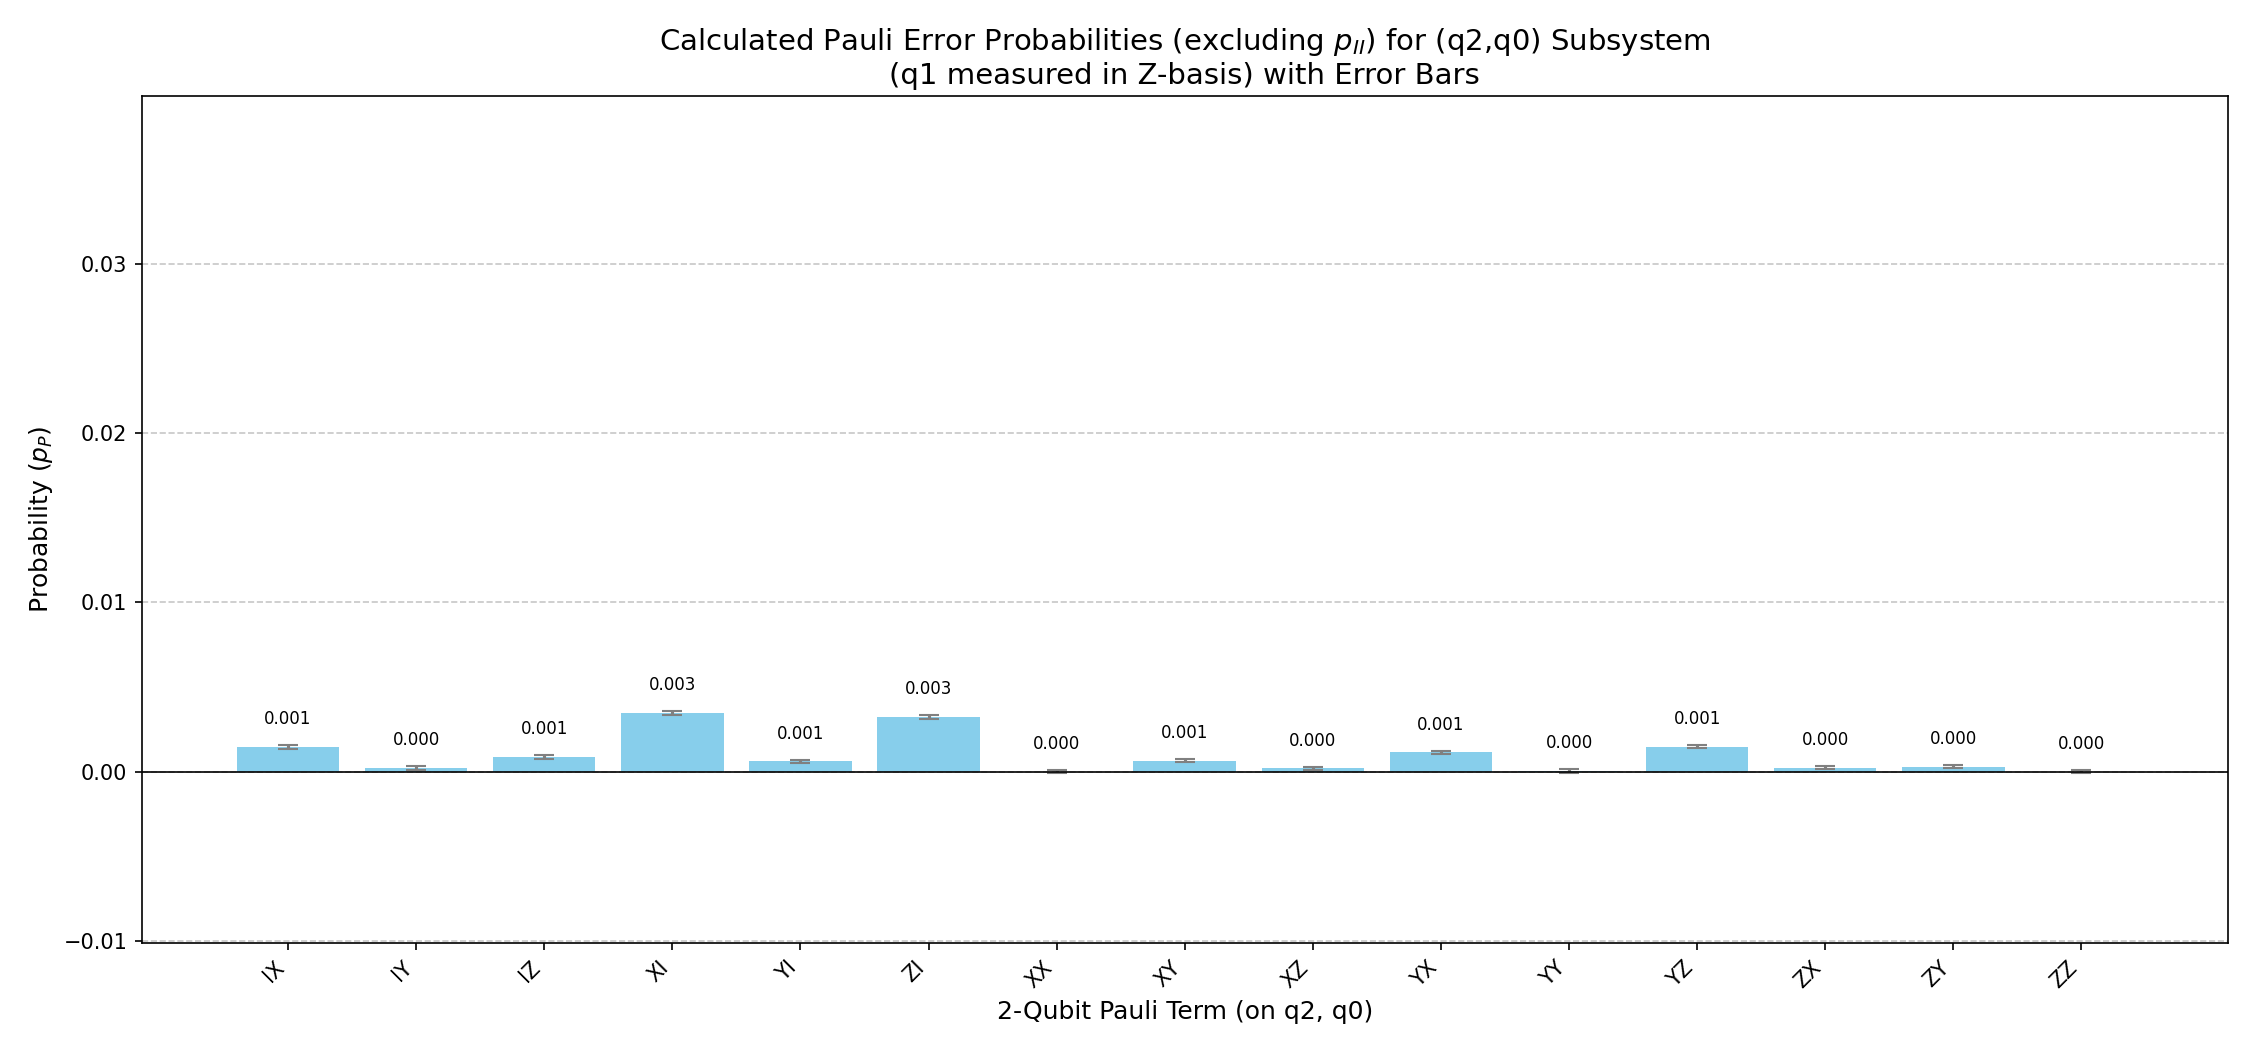 Calculated Pauli Error Probabilities (excluding p_II) for (q2,q0) Subsystem
(q1 measured in Z-basis) with Error Bars
Probability (p_P)
0.03
0.02
0.01
0.00
−0.01
0.001
0.000
0.001
0.003
0.001
0.003
0.000
0.001
0.000
0.001
0.000
0.001
0.000
0.000
0.000
IX
IY
IZ
XI
YI
ZI
XX
XY
XZ
YX
YY
YZ
ZX
ZY
ZZ
2-Qubit Pauli Term (on q2, q0)